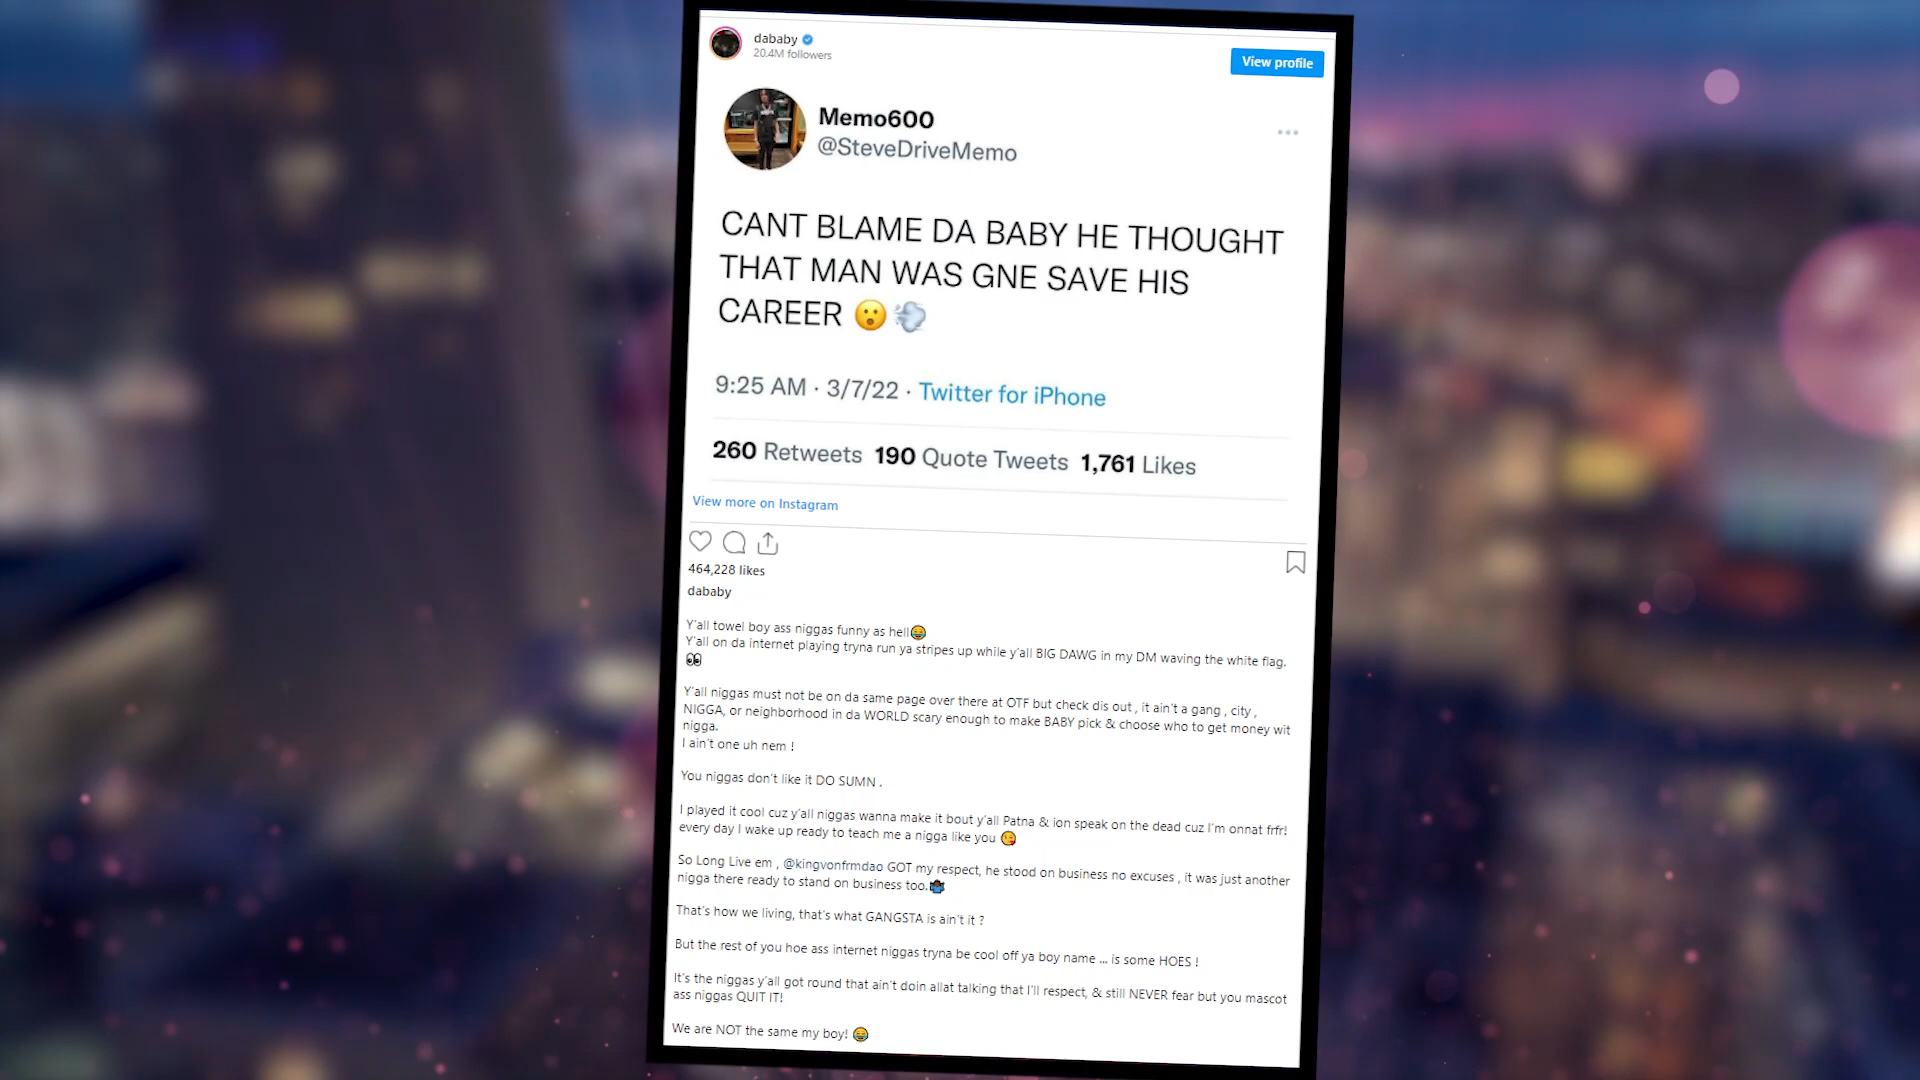 dababy
20.4M followers
View profile
Memo600
@SteveDriveMemo
CANT BLAME DA BABY HE THOUGHT
THAT MAN WAS GNE SAVE HIS
CAREER 😮💨
9:25 AM · 3/7/22 · Twitter for iPhone
260 Retweets 190 Quote Tweets 1,761 Likes
View more on Instagram
464,228 likes
dababy
Y'all towel boy ass niggas funny as hell😂
Y'all on da internet playing tryna run ya stripes up while y'all BIG DAWG in my DM waving the white flag.
👀
Y'all niggas must not be on da same page over there at OTF but check dis out , it ain't a gang , city ,
NIGGA, or neighborhood in da WORLD scary enough to make BABY pick & choose who to get money wit
nigga.
I ain't one uh nem !
You niggas don't like it DO SUMN .
I played it cool cuz y'all niggas wanna make it bout y'all Patna & ion speak on the dead cuz I'm onnat frfr!
every day I wake up ready to teach me a nigga like you 😘
So Long Live em , @kingvonfrmdao GOT my respect, he stood on business no excuses , it was just another
nigga there ready to stand on business too.🤷🏿‍♂️
That's how we living, that's what GANGSTA is ain't it ?
But the rest of you hoe ass internet niggas tryna be cool off ya boy name ... is some HOES !
It's the niggas y'all got round that ain't doin allat talking that I'll respect, & still NEVER fear but you mascot
ass niggas QUIT IT!
We are NOT the same my boy! 😂